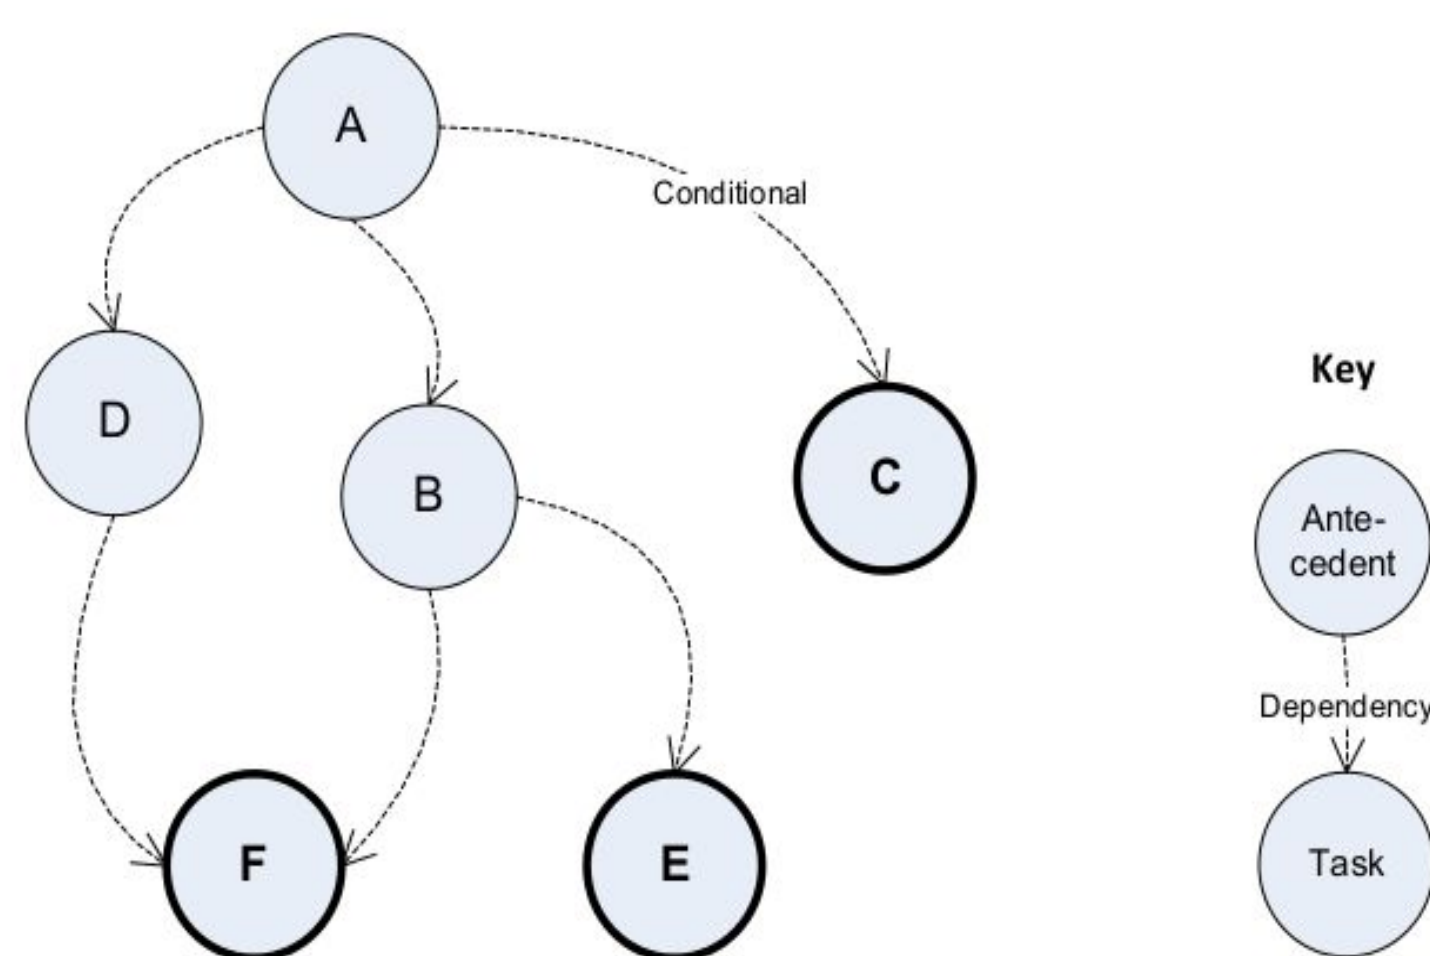 A
Conditional
D
B
C
F
E
Key
Ante-
cedent
Dependency
Task